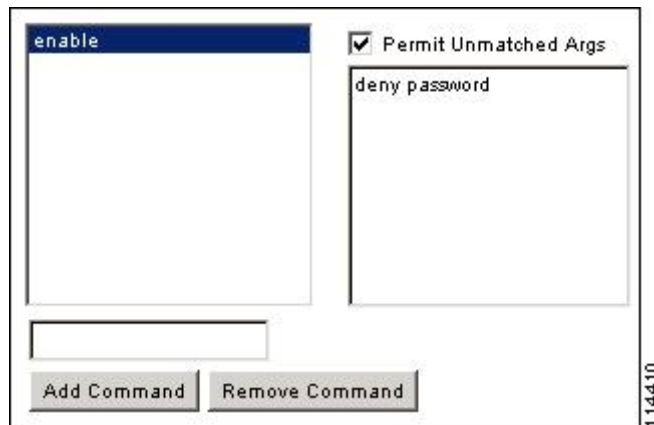 enable
Permit Unmatched Args
deny password
Add Command
Remove Command
114410